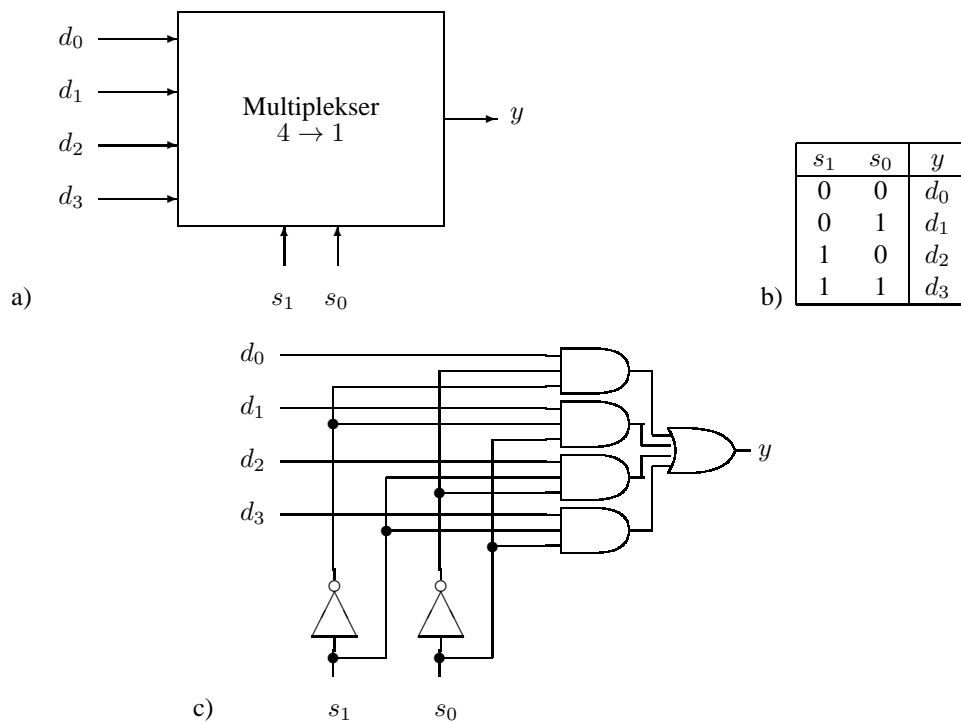 d₀
d₁
d₂
d₃
Multiplekser
4 → 1
y
s₁ s₀
a)
s₁ s₀ y
0 0 d₀
0 1 d₁
1 0 d₂
1 1 d₃
b)
d₀
d₁
d₂
d₃
y
s₁ s₀
c)